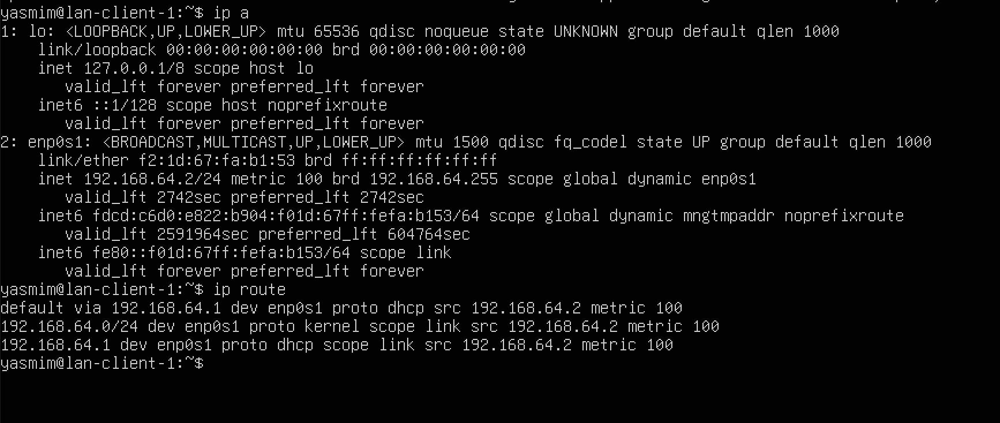 yasmim@lan-client-1:~$ ip a
1: lo: <LOOPBACK,UP,LOWER_UP> mtu 65536 qdisc noqueue state UNKNOWN group default qlen 1000
    link/loopback 00:00:00:00:00:00 brd 00:00:00:00:00:00
    inet 127.0.0.1/8 scope host lo
       valid_lft forever preferred_lft forever
    inet6 ::1/128 scope host noprefixroute
       valid_lft forever preferred_lft forever
2: enp0s1: <BROADCAST,MULTICAST,UP,LOWER_UP> mtu 1500 qdisc fq_codel state UP group default qlen 1000
    link/ether f2:1d:67:fa:b1:53 brd ff:ff:ff:ff:ff:ff
    inet 192.168.64.2/24 metric 100 brd 192.168.64.255 scope global dynamic enp0s1
       valid_lft 2742sec preferred_lft 2742sec
    inet6 fdcd:c6d0:e822:b904:f01d:67ff:fefa:b153/64 scope global dynamic mngtmpaddr noprefixroute
       valid_lft 2591964sec preferred_lft 604764sec
    inet6 fe80::f01d:67ff:fefa:b153/64 scope link
       valid_lft forever preferred_lft forever
yasmim@lan-client-1:~$ ip route
default via 192.168.64.1 dev enp0s1 proto dhcp src 192.168.64.2 metric 100
192.168.64.0/24 dev enp0s1 proto kernel scope link src 192.168.64.2 metric 100
192.168.64.1 dev enp0s1 proto dhcp scope link src 192.168.64.2 metric 100
yasmim@lan-client-1:~$